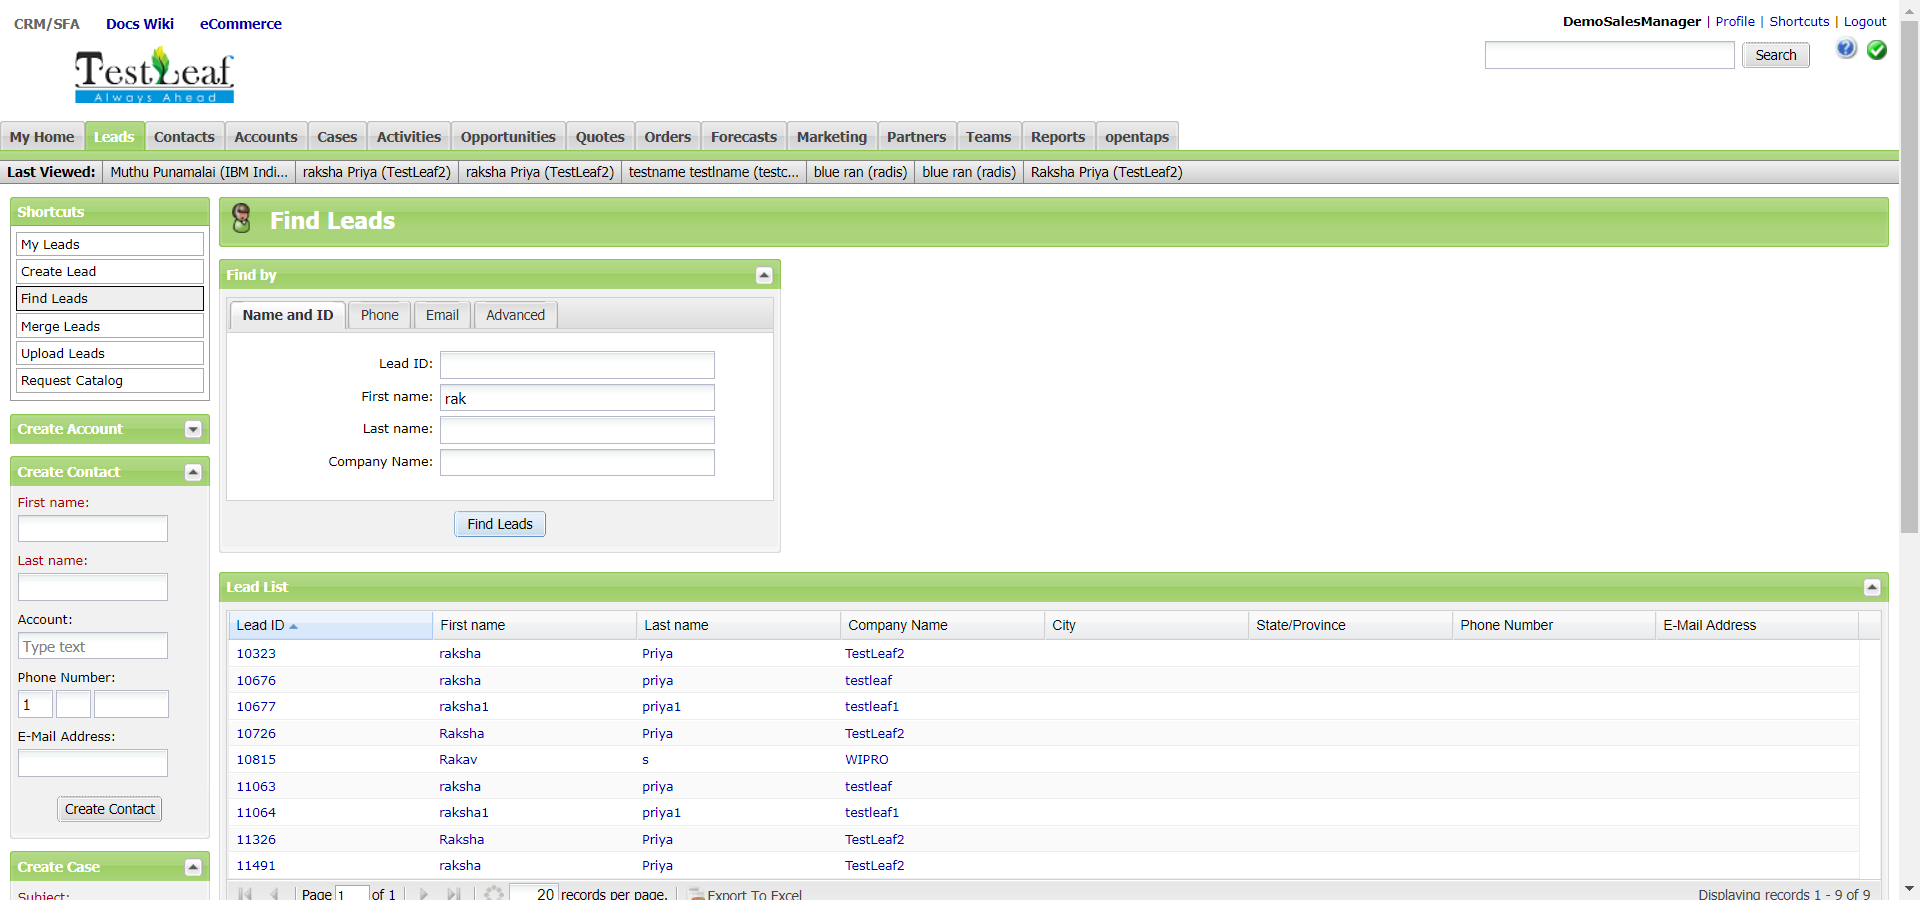 CRM/SFA Docs Wiki eCommerce
DemoSalesManager | Profile | Shortcuts | Logout
TestLeaf
Always Ahead
Search
My Home Leads Contacts Accounts Cases Activities Opportunities Quotes Orders Forecasts Marketing Partners Teams Reports opentaps
Last Viewed: Muthu Punamalai (IBM Indi... raksha Priya (TestLeaf2) raksha Priya (TestLeaf2) testname testlname (testc... blue ran (radis) blue ran (radis) Raksha Priya (TestLeaf2)
Shortcuts
My Leads
Create Lead
Find Leads
Merge Leads
Upload Leads
Request Catalog
Create Account
Create Contact
First name:
Last name:
Account:
Type text
Phone Number:
1
E-Mail Address:
Create Contact
Create Case
Subject:
Find Leads
Find by
Name and ID Phone Email Advanced
Lead ID:
First name: rak
Last name:
Company Name:
Find Leads
Lead List
Lead ID First name Last name Company Name City State/Province Phone Number E-Mail Address
10323 raksha Priya TestLeaf2
10676 raksha priya testleaf
10677 raksha1 priya1 testleaf1
10726 Raksha Priya TestLeaf2
10815 Rakav s WIPRO
11063 raksha priya testleaf
11064 raksha1 priya1 testleaf1
11326 Raksha Priya TestLeaf2
11491 raksha Priya TestLeaf2
Page 1 of 1 20 records per page. Export To Excel Displaying records 1 - 9 of 9